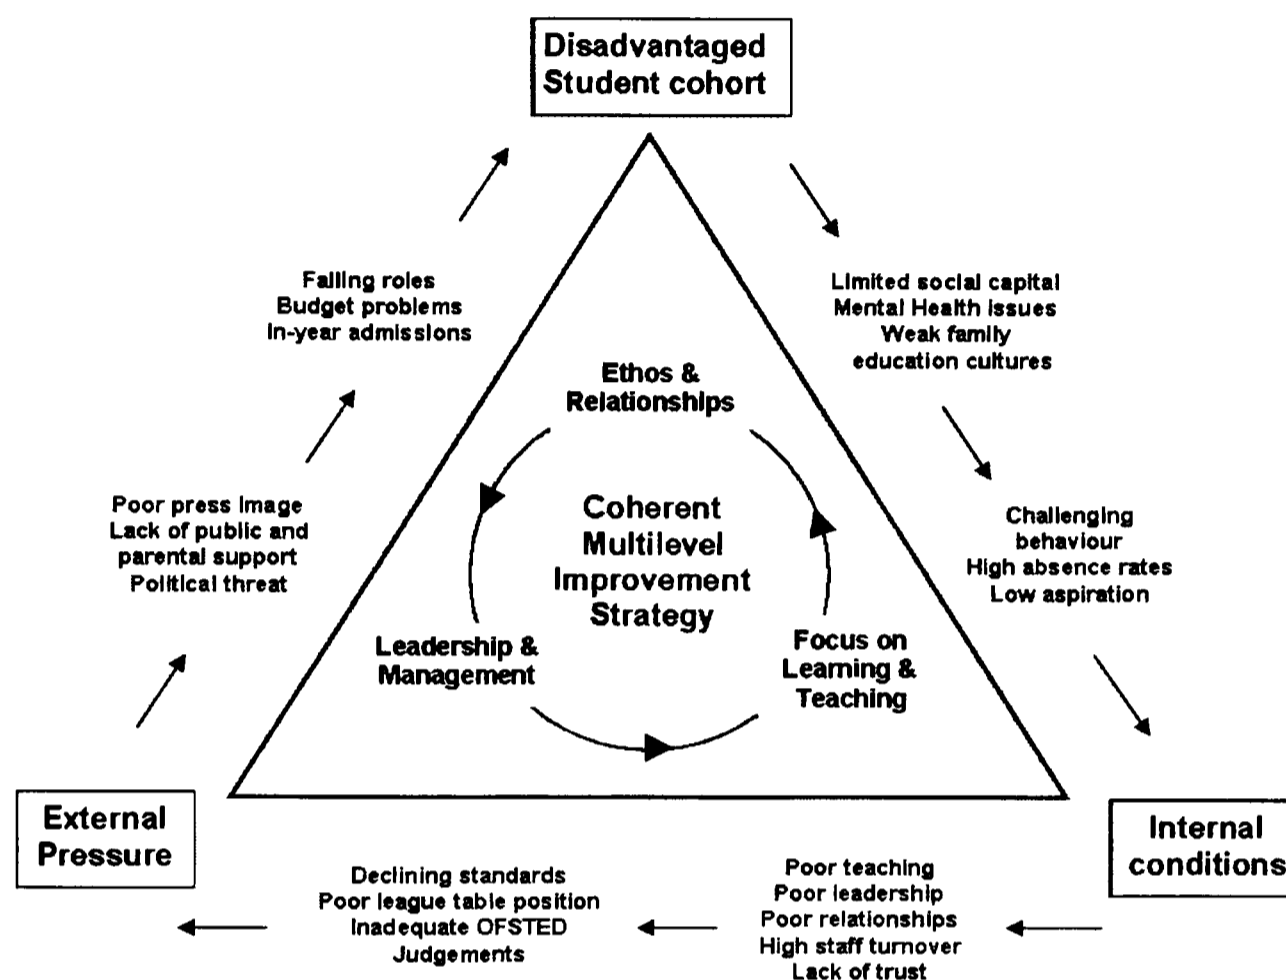 Disadvantaged
Student cohort
Falling roles
Budget problems
In-year admissions
Limited social capital
Mental Health issues
Weak family
education cultures
Ethos &
Relationships
Poor press image
Lack of public and
parental support
Political threat
Coherent
Multilevel
Improvement
Strategy
Challenging
behaviour
High absence rates
Low aspiration
Leadership &
Management
Focus on
Learning &
Teaching
External
Pressure
Internal
conditions
Declining standards
Poor league table position
Inadequate OFSTED
Judgements
Poor teaching
Poor leadership
Poor relationships
High staff turnover
Lack of trust